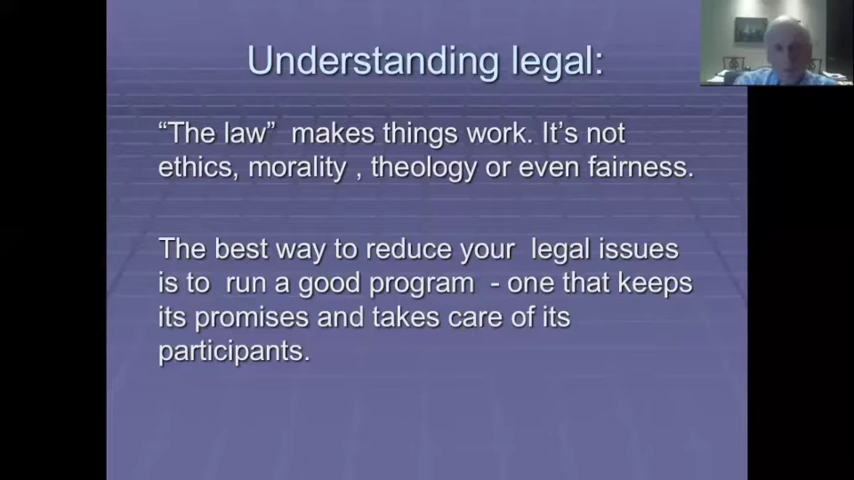 Understanding legal:
“The law”  makes things work. It’s not
ethics, morality , theology or even fairness.
The best way to reduce your  legal issues
is to  run a good program  - one that keeps
its promises and takes care of its
participants.